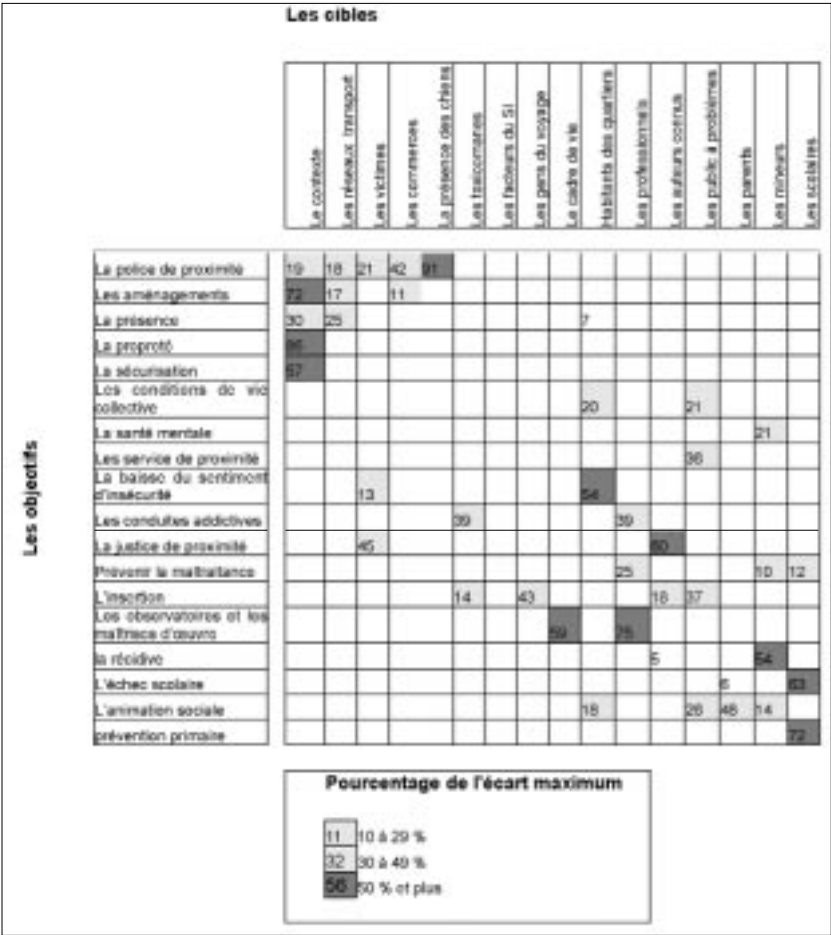 Les cibles
Le contexte
Les réseaux transport
Les victimes
Les commerces
La présence des chiens
Les toxicomanes
Les facteurs du SI
Les gens du voyage
Le cadre de vie
Habitants des quartiers
Les professionnels
Les auteurs connus
Les public à problèmes
Les parents
Les mineurs
Les scolaires
Les objectifs
La police de proximité 19 18 21 42 91
Les aménagements 72 17 11
La présence 30 25 7
La proproté
La sécurisation 57
Les conditions de vie
collective 20 21
La santé mentale 21
Les service de proximité 36
La baisse du sentiment
d'insécurité 13 54
Les conduites addictives 39 39
La justice de proximité 45
Prévenir la maltraitance 25 10 12
L'insertion 14 43 18 37
Les observatoires et les
maîtrises d'œuvre 59 75
la récidive 5 54
L'échec scolaire 6 63
L'animation sociale 18 26 48 14
prévention primaire 72
Pourcentage de l'écart maximum
11 10 à 29 %
32 30 à 49 %
56 50 % et plus